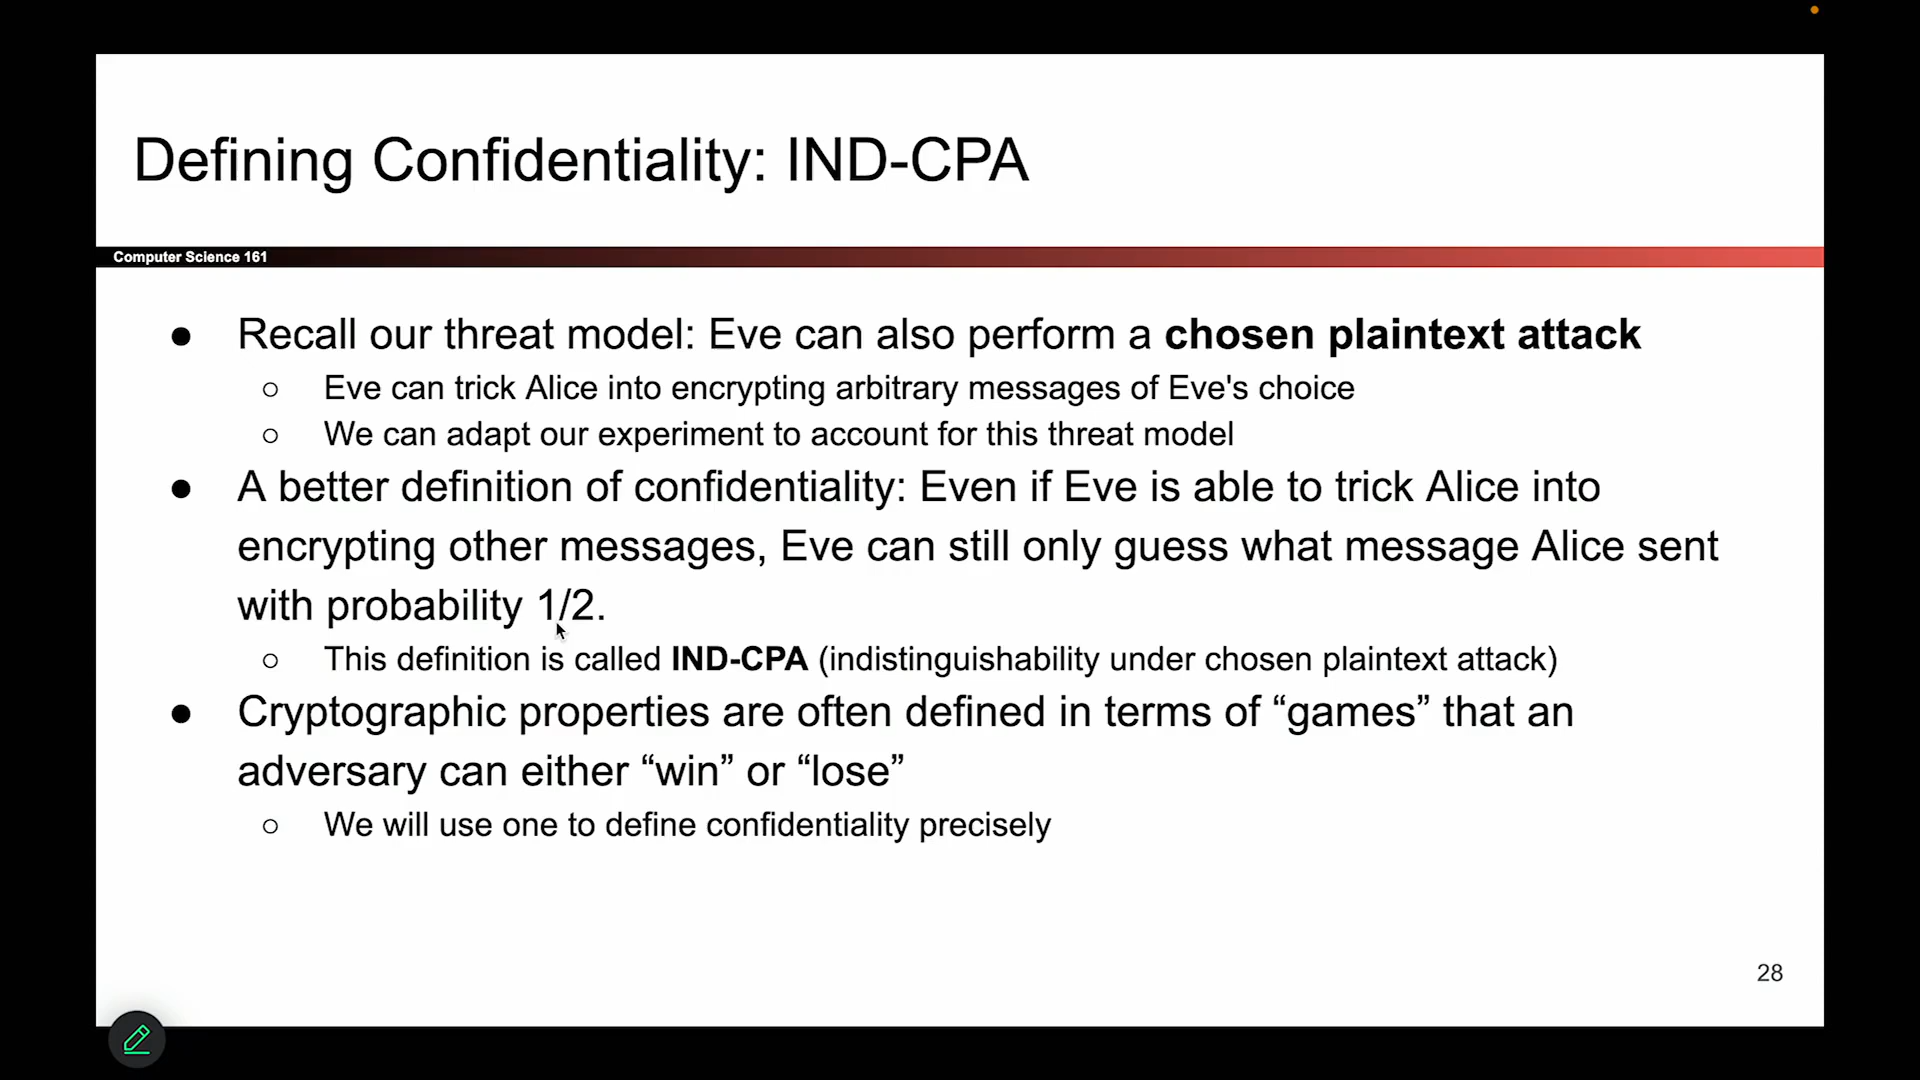 Defining Confidentiality: IND-CPA
Computer Science 161
● Recall our threat model: Eve can also perform a chosen plaintext attack
○ Eve can trick Alice into encrypting arbitrary messages of Eve's choice
○ We can adapt our experiment to account for this threat model
● A better definition of confidentiality: Even if Eve is able to trick Alice into
encrypting other messages, Eve can still only guess what message Alice sent
with probability 1/2.
○ This definition is called IND-CPA (indistinguishability under chosen plaintext attack)
● Cryptographic properties are often defined in terms of “games” that an
adversary can either “win” or “lose”
○ We will use one to define confidentiality precisely
28